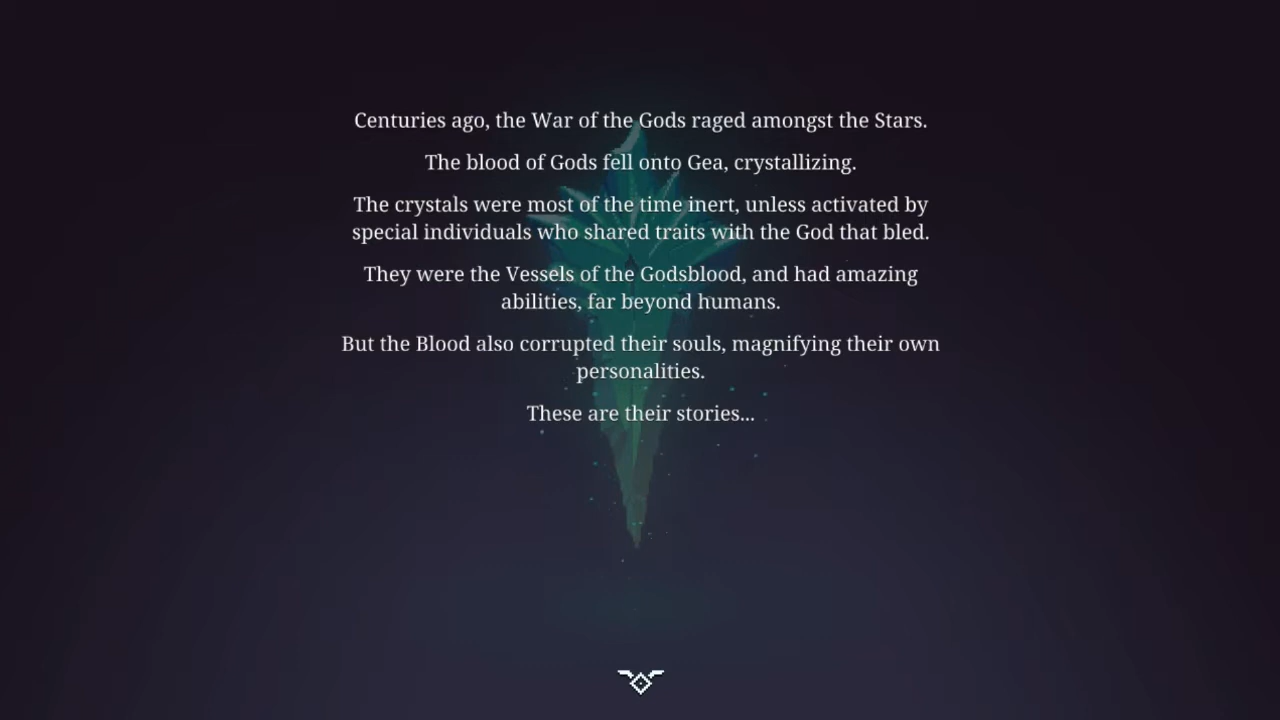 Centuries ago, the War of the Gods raged amongst the Stars.
The blood of Gods fell onto Gea, crystallizing.
The crystals were most of the time inert, unless activated by
special individuals who shared traits with the God that bled.
They were the Vessels of the Godsblood, and had amazing
abilities, far beyond humans.
But the Blood also corrupted their souls, magnifying their own
personalities.
These are their stories...